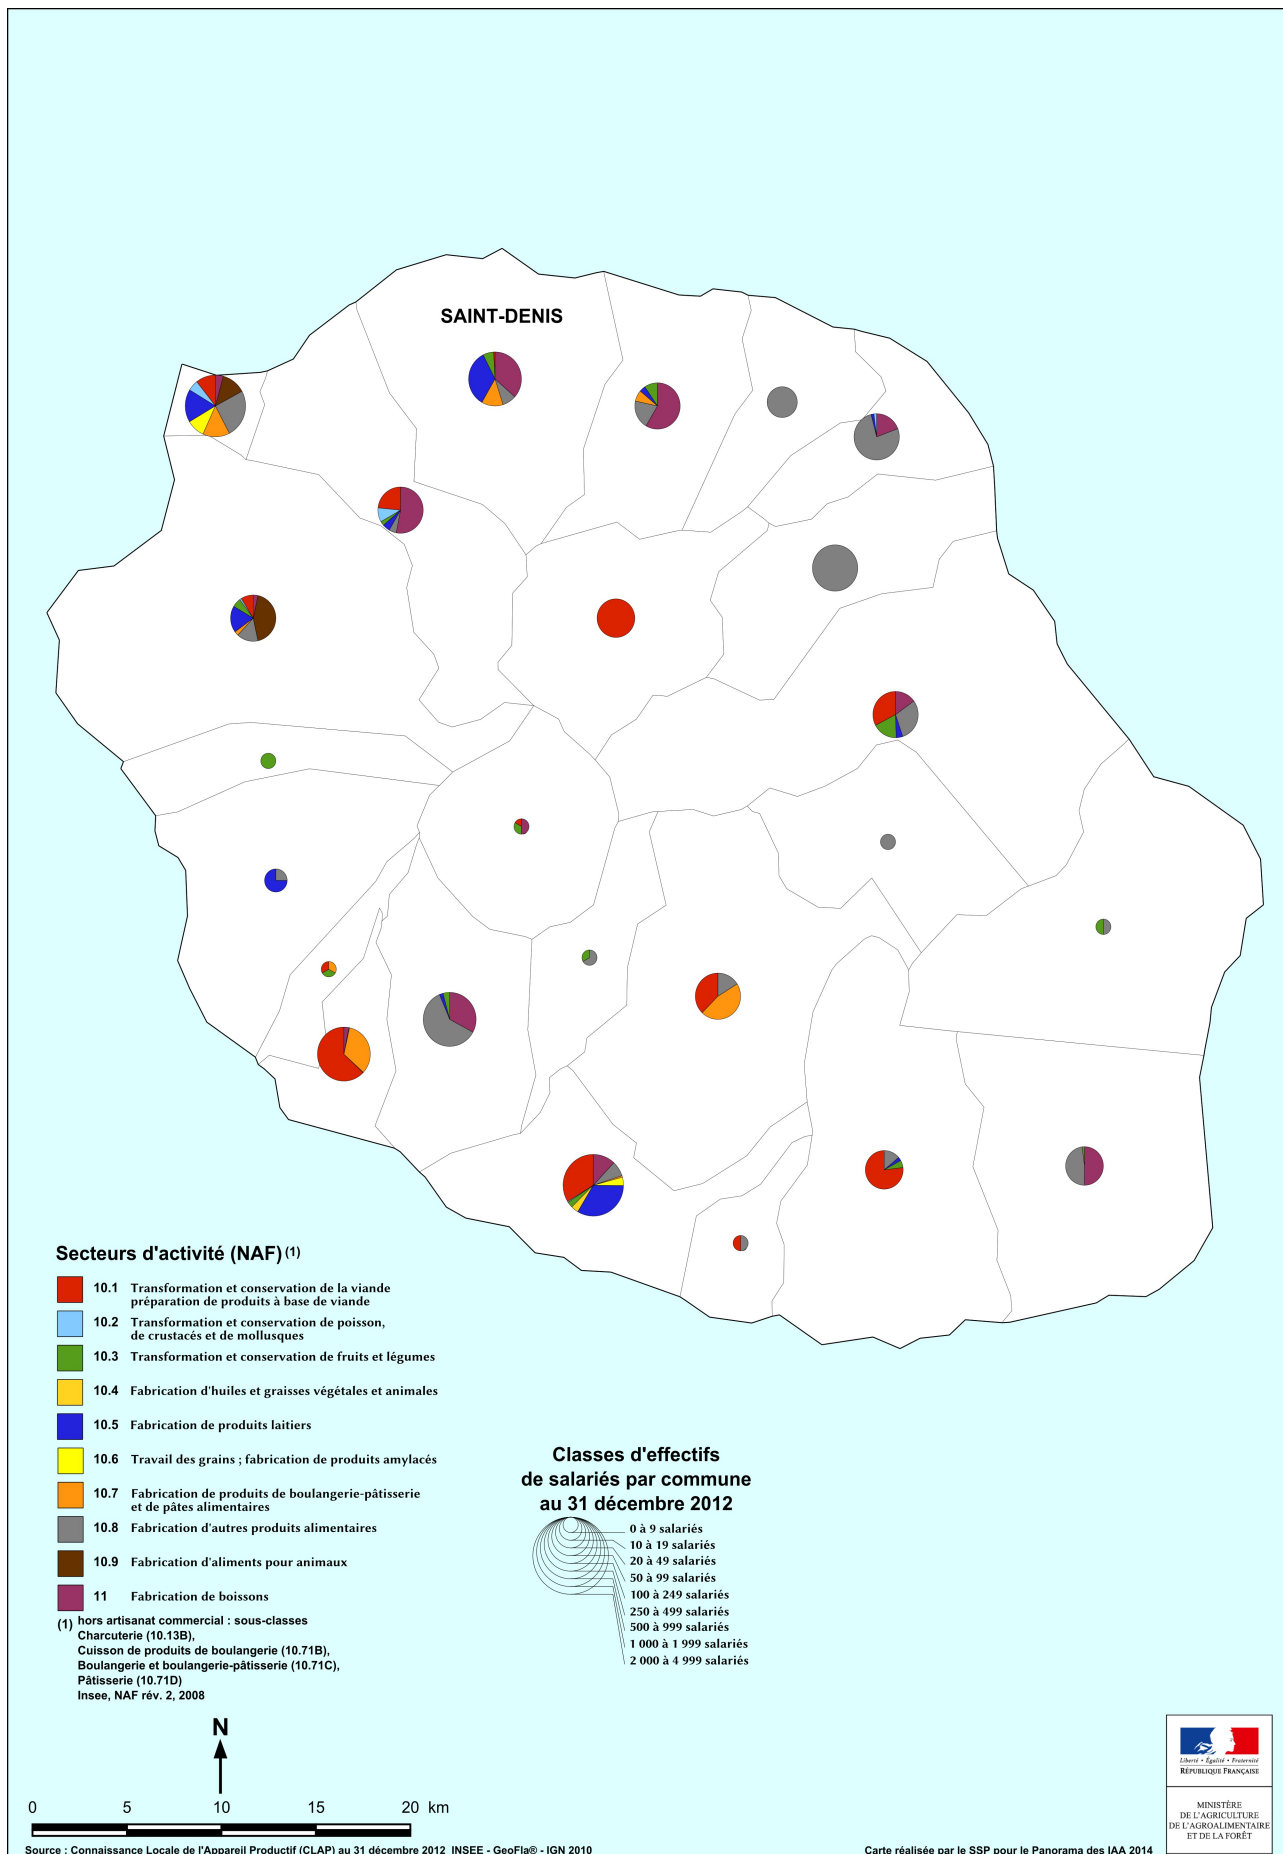 SAINT-DENIS
Secteurs d'activité (NAF) (1)
10.1 Transformation et conservation de la viande
préparation de produits à base de viande
10.2 Transformation et conservation de poisson,
de crustacés et de mollusques
10.3 Transformation et conservation de fruits et légumes
10.4 Fabrication d'huiles et graisses végétales et animales
10.5 Fabrication de produits laitiers
10.6 Travail des grains ; fabrication de produits amylacés
10.7 Fabrication de produits de boulangerie-pâtisserie
et de pâtes alimentaires
10.8 Fabrication d'autres produits alimentaires
10.9 Fabrication d'aliments pour animaux
11 Fabrication de boissons
(1) hors artisanat commercial : sous-classes
Charcuterie (10.13B),
Cuisson de produits de boulangerie (10.71B),
Boulangerie et boulangerie-pâtisserie (10.71C),
Pâtisserie (10.71D)
Insee, NAF rév. 2, 2008
Classes d'effectifs
de salariés par commune
au 31 décembre 2012
0 à 9 salariés
10 à 19 salariés
20 à 49 salariés
50 à 99 salariés
100 à 249 salariés
250 à 499 salariés
500 à 999 salariés
1 000 à 1 999 salariés
2 000 à 4 999 salariés
N
0 5 10 15 20 km
Source : Connaissance Locale de l'Appareil Productif (CLAP) au 31 décembre 2012 INSEE - GeoFla® - IGN 2010
Carte réalisée par le SSP pour le Panorama des IAA 2014
Liberté • Égalité • Fraternité
RÉPUBLIQUE FRANÇAISE
MINISTÈRE
DE L'AGRICULTURE
DE L'AGROALIMENTAIRE
ET DE LA FORÊT